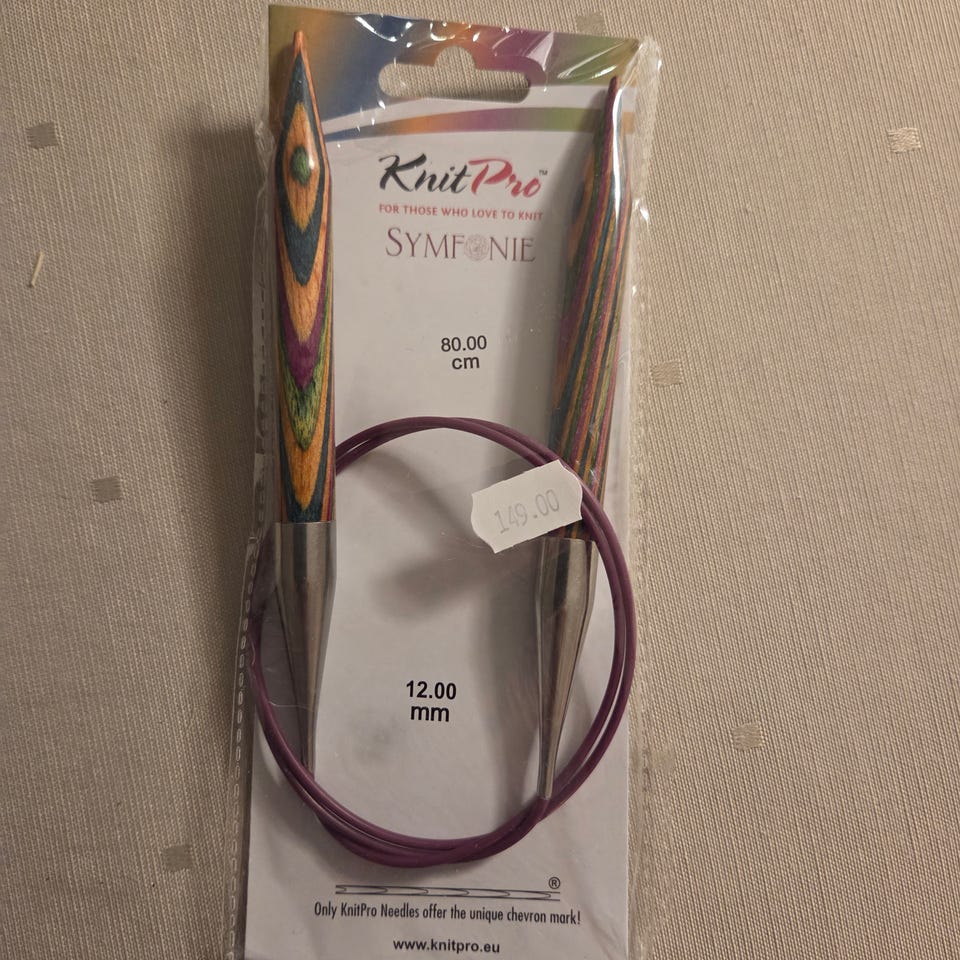 KnitPro™
FOR THOSE WHO LOVE TO KNIT
SYMFONIE
80.00
cm
149.00
12.00
mm
®
Only KnitPro Needles offer the unique chevron mark!
www.knitpro.eu